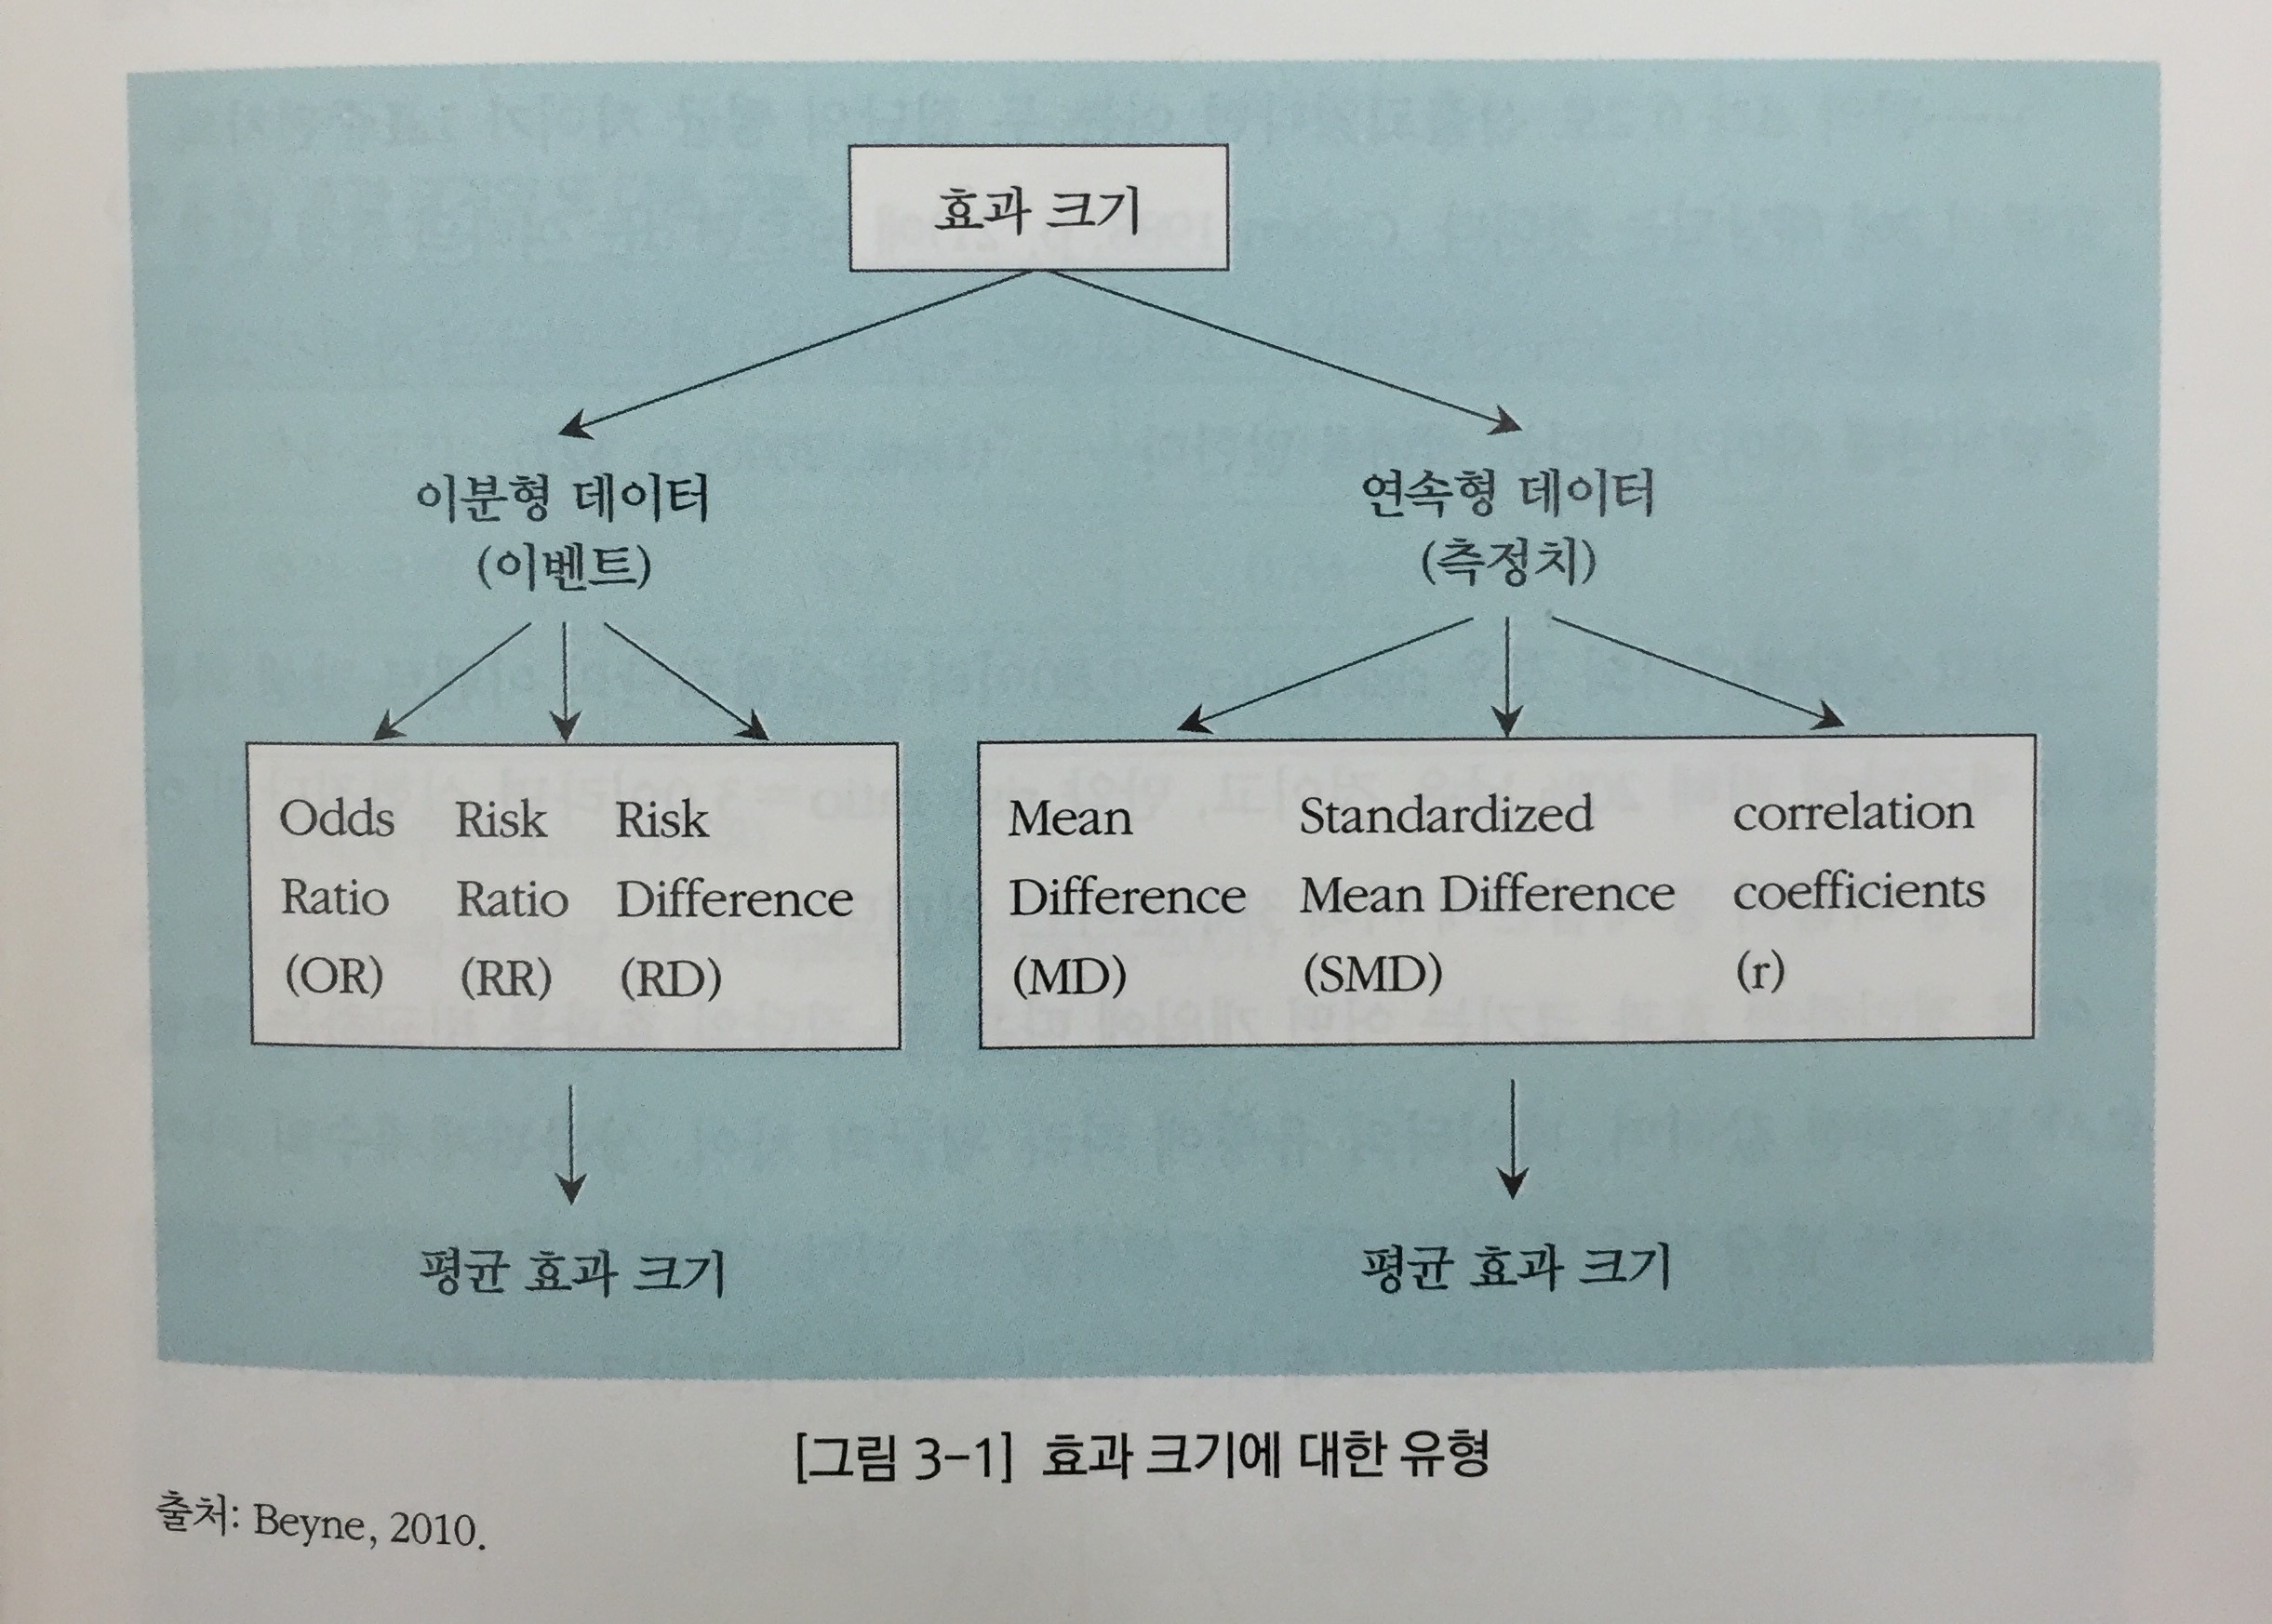 효과 크기
이분형 데이터
(이벤트)
연속형 데이터
(측정치)
Odds Risk Risk
Ratio Ratio Difference
(OR) (RR) (RD)
Mean Standardized correlation
Difference Mean Difference coefficients
(MD) (SMD) (r)
평균 효과 크기
평균 효과 크기
[그림 3-1] 효과 크기에 대한 유형
출처: Beyne, 2010.